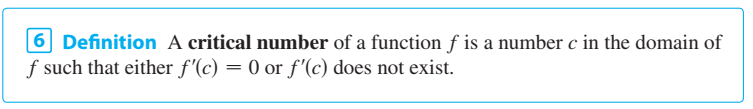 6 Definition A critical number of a function f is a number c in the domain of
f such that either f′(c) = 0 or f′(c) does not exist.